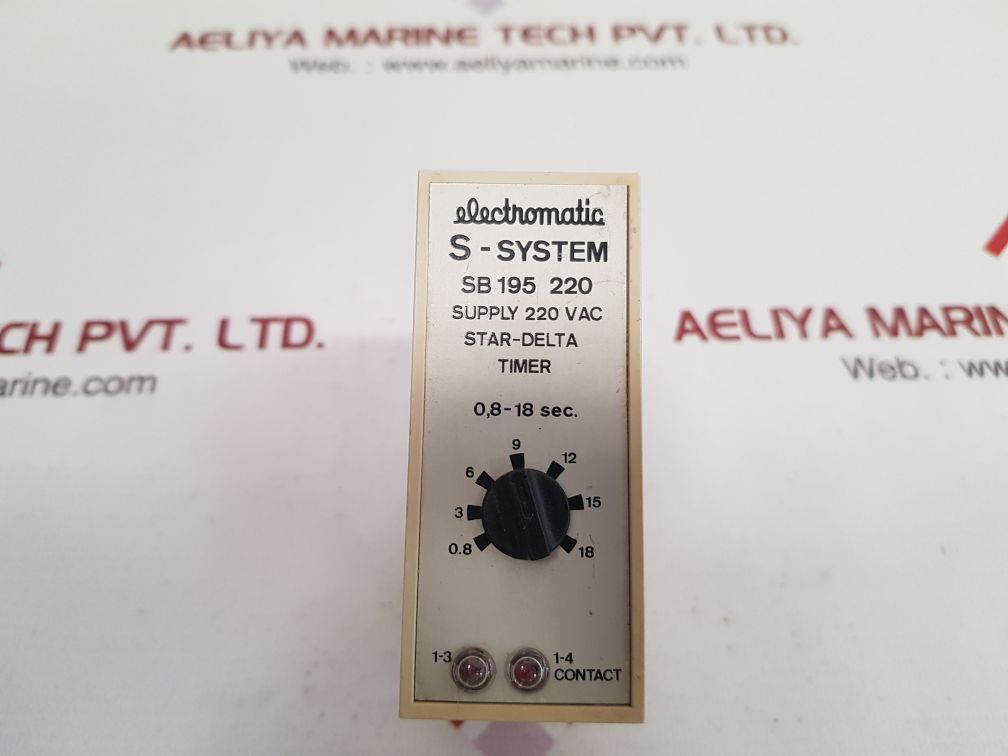 AELIYA MARINE TECH PVT. LTD.
Web. : www.aeliyamarine.com
electromatic
S - SYSTEM
SB 195 220
SUPPLY 220 VAC
STAR-DELTA
TIMER
0,8-18 sec.
9
6 12
3 15
0.8 18
1-3 1-4
CONTACT
CH PVT. LTD.
arine.com
AELIYA MARIN
Web. : ww